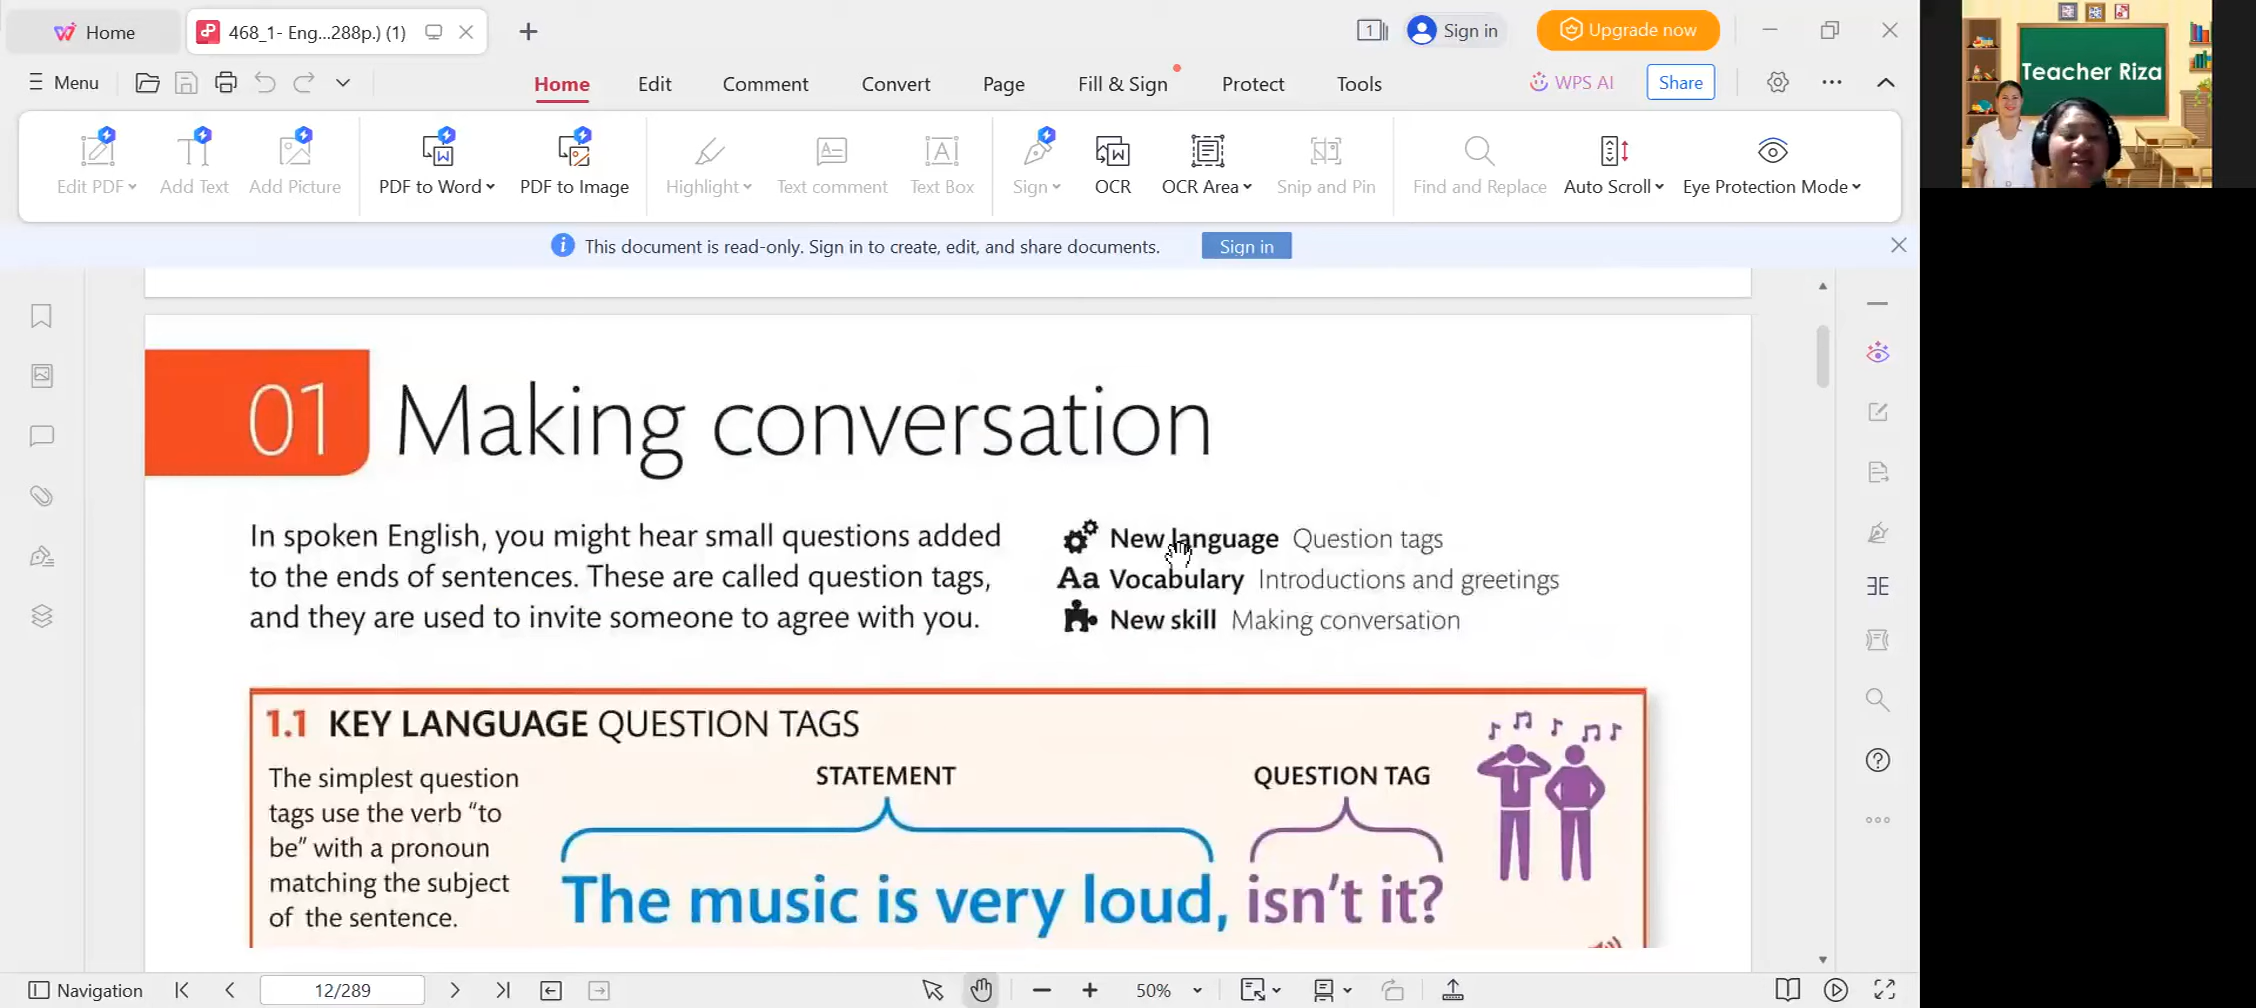 Home
468_1- Eng...288p.) (1)
1
Sign in
Upgrade now
Menu
Home
Edit
Comment
Convert
Page
Fill & Sign
Protect
Tools
WPS AI
Share
Edit PDF
Add Text
Add Picture
PDF to Word
PDF to Image
Highlight
Text comment
Text Box
Sign
OCR
OCR Area
Snip and Pin
Find and Replace
Auto Scroll
Eye Protection Mode
This document is read-only. Sign in to create, edit, and share documents.
Sign in
Teacher Riza
01 Making conversation
In spoken English, you might hear small questions added
to the ends of sentences. These are called question tags,
and they are used to invite someone to agree with you.
New language Question tags
Aa Vocabulary Introductions and greetings
New skill Making conversation
1.1 KEY LANGUAGE QUESTION TAGS
The simplest question
tags use the verb “to
be” with a pronoun
matching the subject
of the sentence.
STATEMENT
QUESTION TAG
The music is very loud, isn't it?
Navigation
12/289
50%